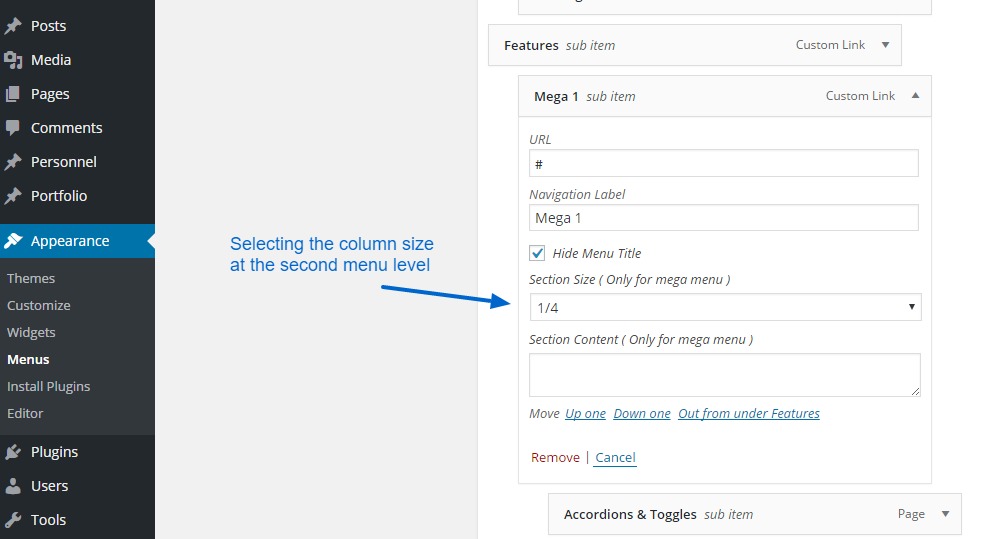 Posts
Media
Pages
Comments
Personnel
Portfolio
Appearance
Themes
Customize
Widgets
Menus
Install Plugins
Editor
Plugins
Users
Tools
Selecting the column size
at the second menu level
Features sub item Custom Link
Mega 1 sub item Custom Link
URL
#
Navigation Label
Mega 1
Hide Menu Title
Section Size ( Only for mega menu )
1/4
Section Content ( Only for mega menu )
Move Up one Down one Out from under Features
Remove | Cancel
Accordions & Toggles sub item Page